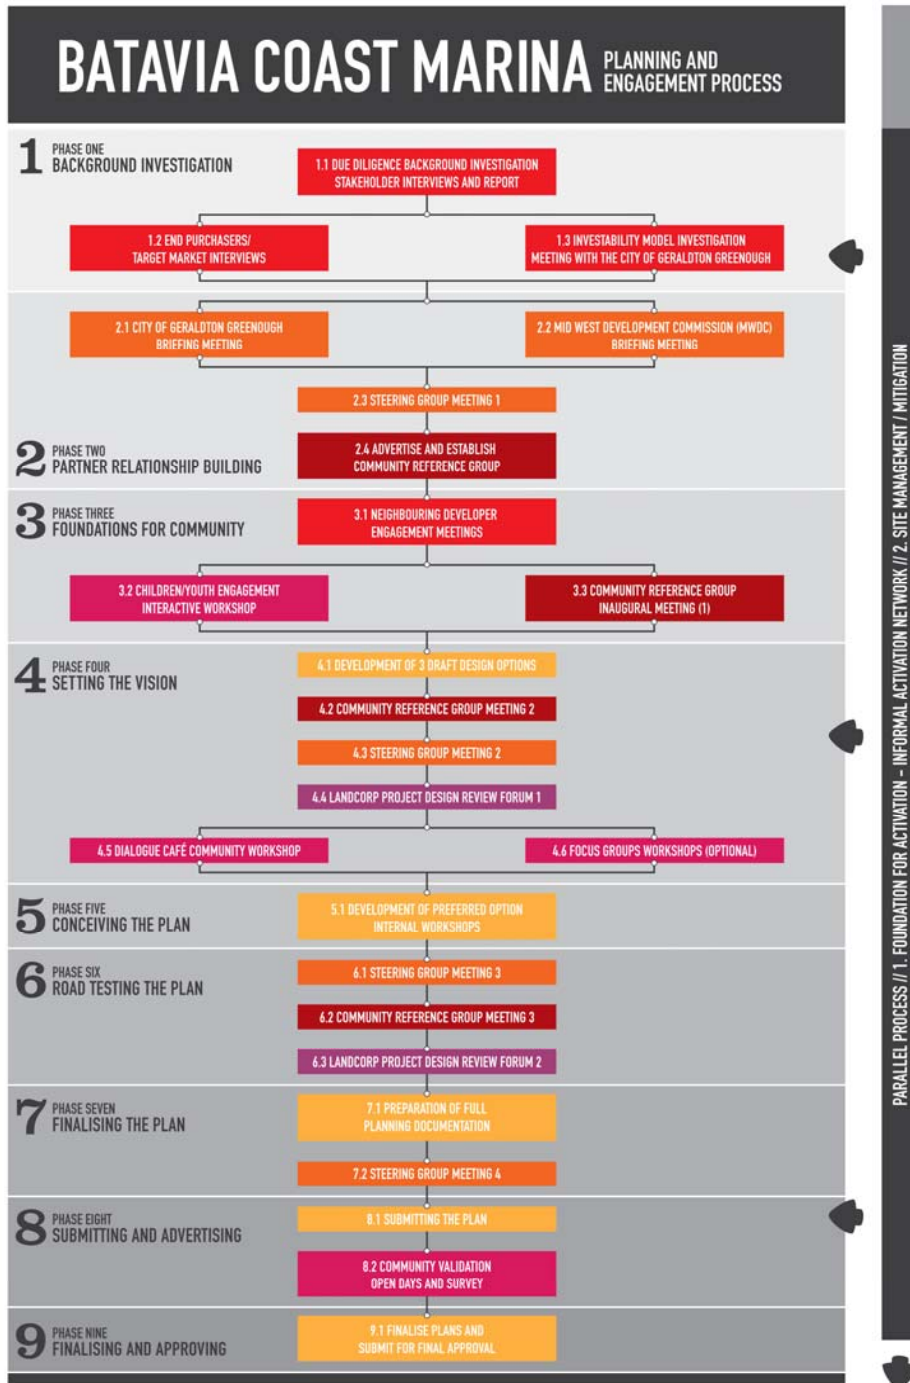 BATAVIA COAST MARINA
PLANNING AND
ENGAGEMENT PROCESS
1
PHASE ONE
BACKGROUND INVESTIGATION
1.1 DUE DILIGENCE BACKGROUND INVESTIGATION
STAKEHOLDER INTERVIEWS AND REPORT
1.2 END PURCHASERS/
TARGET MARKET INTERVIEWS
1.3 INVESTABILITY MODEL INVESTIGATION
MEETING WITH THE CITY OF GERALDTON GREENOUGH
2.1 CITY OF GERALDTON GREENOUGH
BRIEFING MEETING
2.2 MID WEST DEVELOPMENT COMMISSION (MWDC)
BRIEFING MEETING
2.3 STEERING GROUP MEETING 1
2
PHASE TWO
PARTNER RELATIONSHIP BUILDING
2.4 ADVERTISE AND ESTABLISH
COMMUNITY REFERENCE GROUP
3
PHASE THREE
FOUNDATIONS FOR COMMUNITY
3.1 NEIGHBOURING DEVELOPER
ENGAGEMENT MEETINGS
3.2 CHILDREN/YOUTH ENGAGEMENT
INTERACTIVE WORKSHOP
3.3 COMMUNITY REFERENCE GROUP
INAUGURAL MEETING (1)
4
PHASE FOUR
SETTING THE VISION
4.1 DEVELOPMENT OF 3 DRAFT DESIGN OPTIONS
4.2 COMMUNITY REFERENCE GROUP MEETING 2
4.3 STEERING GROUP MEETING 2
4.4 LANDCORP PROJECT DESIGN REVIEW FORUM 1
4.5 DIALOGUE CAFÉ COMMUNITY WORKSHOP
4.6 FOCUS GROUPS WORKSHOPS (OPTIONAL)
5
PHASE FIVE
CONCEIVING THE PLAN
5.1 DEVELOPMENT OF PREFERRED OPTION
INTERNAL WORKSHOPS
6
PHASE SIX
ROAD TESTING THE PLAN
6.1 STEERING GROUP MEETING 3
6.2 COMMUNITY REFERENCE GROUP MEETING 3
6.3 LANDCORP PROJECT DESIGN REVIEW FORUM 2
7
PHASE SEVEN
FINALISING THE PLAN
7.1 PREPARATION OF FULL
PLANNING DOCUMENTATION
7.2 STEERING GROUP MEETING 4
8
PHASE EIGHT
SUBMITTING AND ADVERTISING
8.1 SUBMITTING THE PLAN
8.2 COMMUNITY VALIDATION
OPEN DAYS AND SURVEY
9
PHASE NINE
FINALISING AND APPROVING
9.1 FINALISE PLANS AND
SUBMIT FOR FINAL APPROVAL
PARALLEL PROCESS // 1. FOUNDATION FOR ACTIVATION - INFORMAL ACTIVATION NETWORK // 2. SITE MANAGEMENT / MITIGATION